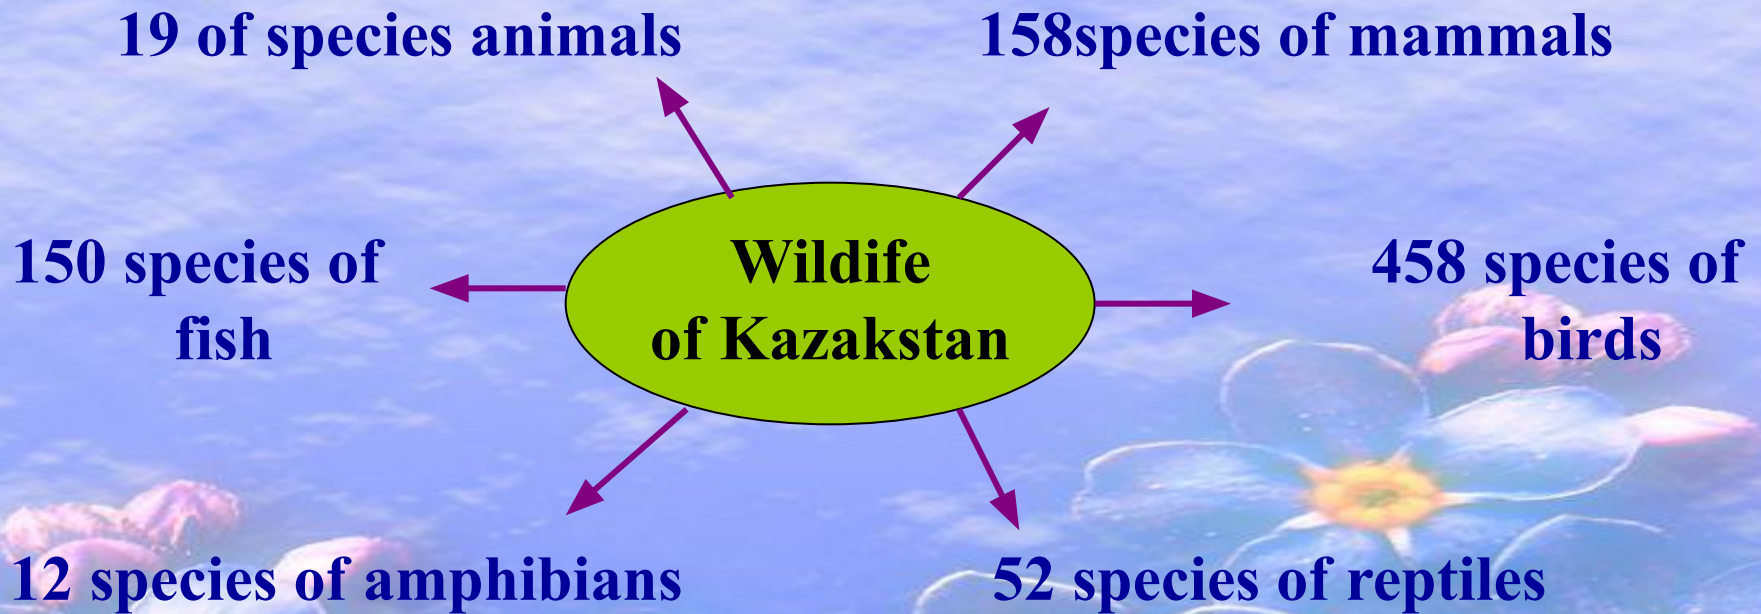 19 of species animals
158species of mammals
150 species of
fish
Wildife
of Kazakstan
458 species of
birds
12 species of amphibians
52 species of reptiles